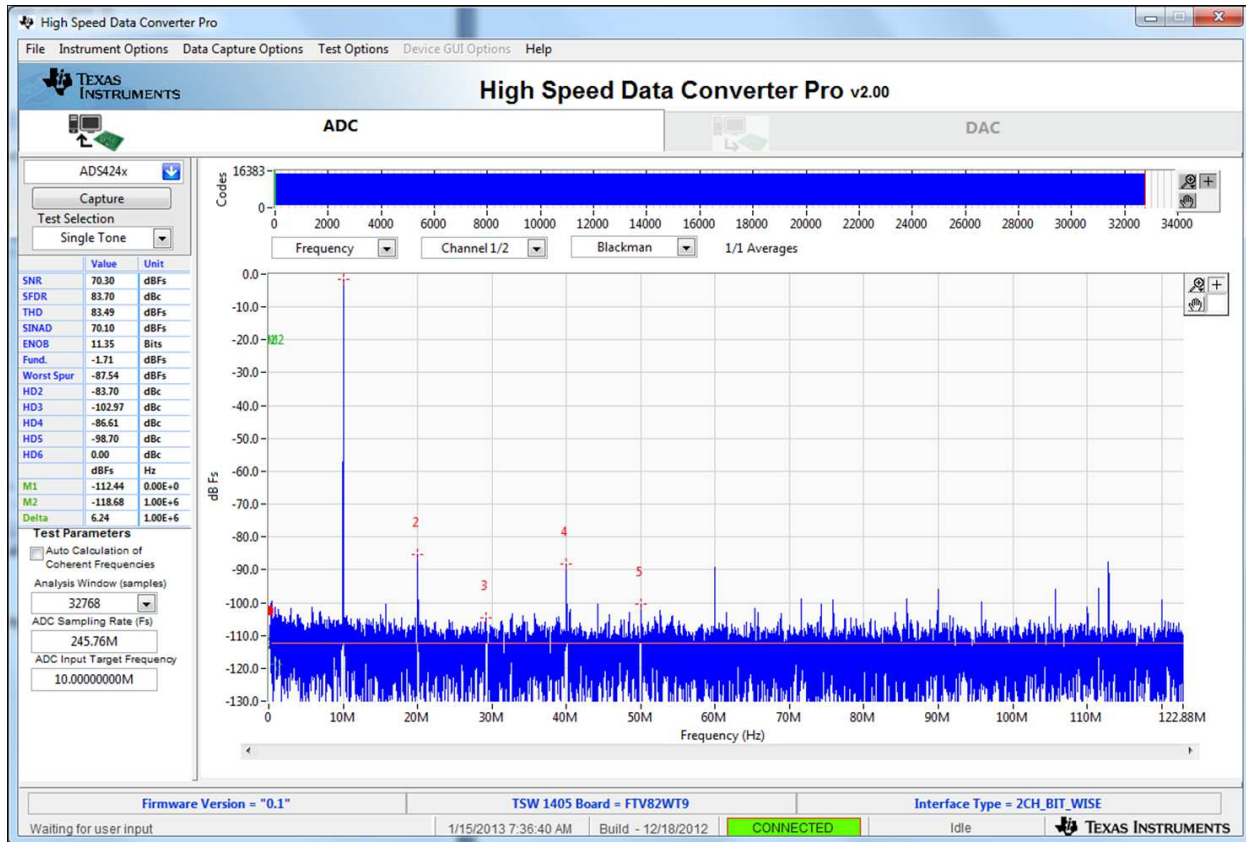 High Speed Data Converter Pro
File Instrument Options Data Capture Options Test Options Device GUI Options Help
TEXAS
INSTRUMENTS
High Speed Data Converter Pro v2.00
ADC
DAC
ADS424x
Capture
Test Selection
Single Tone
Value Unit
SNR 70.30 dBFs
SFDR 83.70 dBc
THD 83.49 dBFs
SINAD 70.10 dBFs
ENOB 11.35 Bits
Fund. -1.71 dBFs
Worst Spur -87.54 dBFs
HD2 -83.70 dBc
HD3 -102.97 dBc
HD4 -86.61 dBc
HD5 -98.70 dBc
HD6 0.00 dBc
dBFs Hz
M1 -112.44 0.00E+0
M2 -118.68 1.00E+6
Delta 6.24 1.00E+6
Test Parameters
Auto Calculation of
Coherent Frequencies
Analysis Window (samples)
32768
ADC Sampling Rate (Fs)
245.76M
ADC Input Target Frequency
10.00000000M
Codes
16383
0
0 2000 4000 6000 8000 10000 12000 14000 16000 18000 20000 22000 24000 26000 28000 30000 32000 34000
Frequency Channel 1/2 Blackman 1/1 Averages
dB Fs
0.0
-10.0
-20.0
M2
-30.0
-40.0
-50.0
-60.0
-70.0
-80.0
-90.0
-100.0
-110.0
-120.0
-130.0
2
3
4
5
0 10M 20M 30M 40M 50M 60M 70M 80M 90M 100M 110M 122.88M
Frequency (Hz)
Firmware Version = "0.1" TSW 1405 Board = FTV82WT9 Interface Type = 2CH_BIT_WISE
Waiting for user input 1/15/2013 7:36:40 AM Build - 12/18/2012 CONNECTED Idle TEXAS INSTRUMENTS